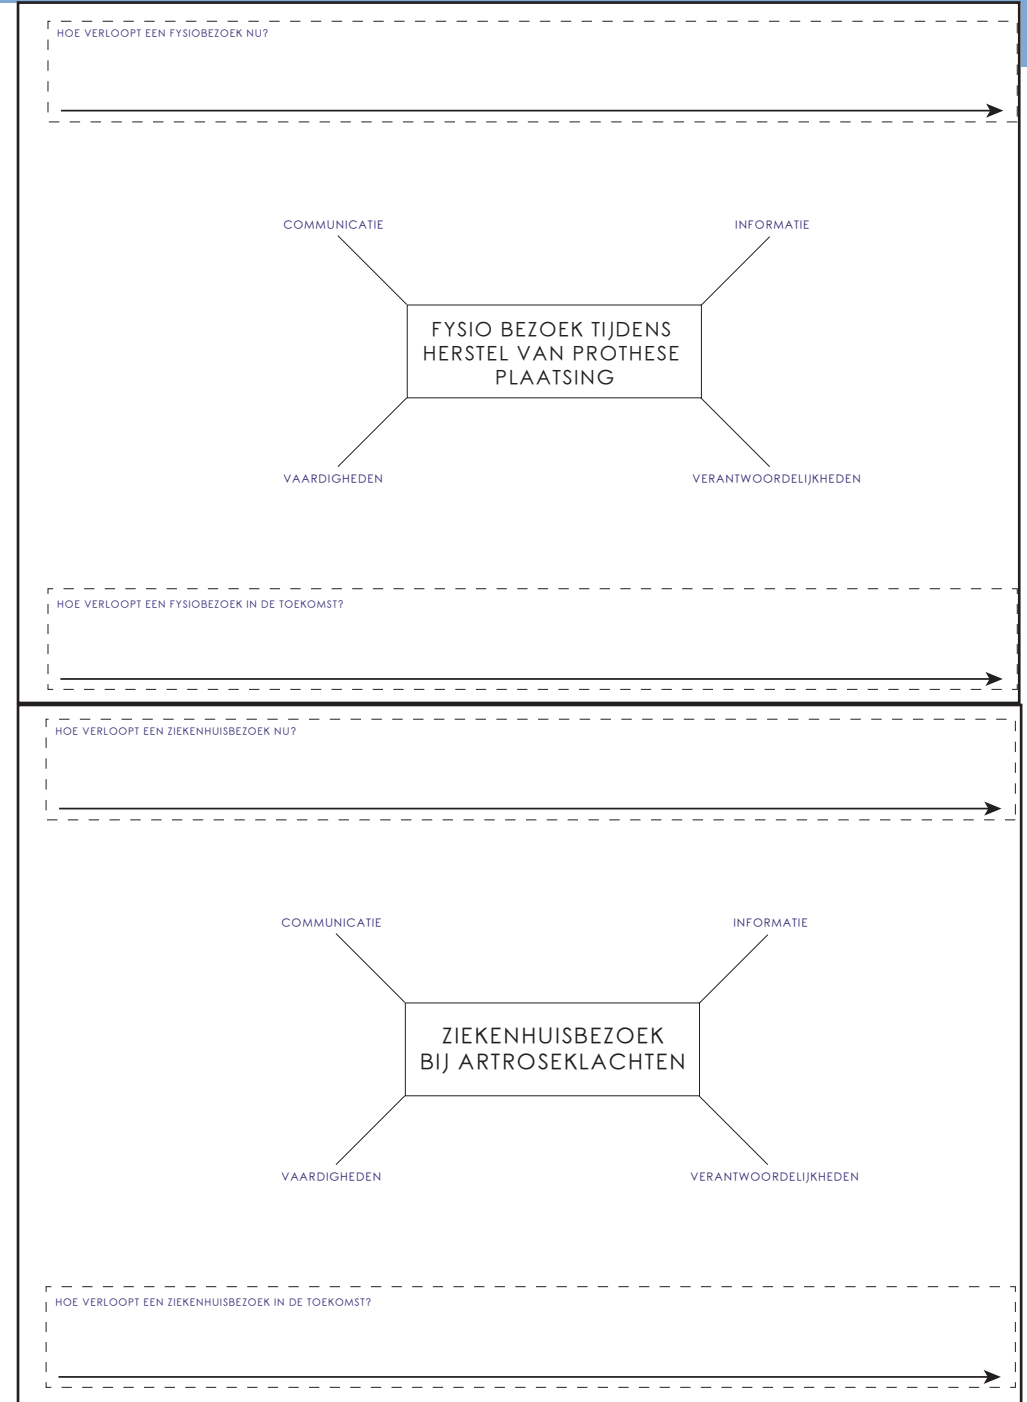 HOE VERLOOPT EEN FYSIOBEZOEK NU?
COMMUNICATIE
INFORMATIE
FYSIO BEZOEK TIJDENS
HERSTEL VAN PROTHESE
PLAATSING
VAARDIGHEDEN
VERANTWOORDELIJKHEDEN
HOE VERLOOPT EEN FYSIOBEZOEK IN DE TOEKOMST?
HOE VERLOOPT EEN ZIEKENHUISBEZOEK NU?
COMMUNICATIE
INFORMATIE
ZIEKENHUISBEZOEK
BIJ ARTROSEKLACHTEN
VAARDIGHEDEN
VERANTWOORDELIJKHEDEN
HOE VERLOOPT EEN ZIEKENHUISBEZOEK IN DE TOEKOMST?